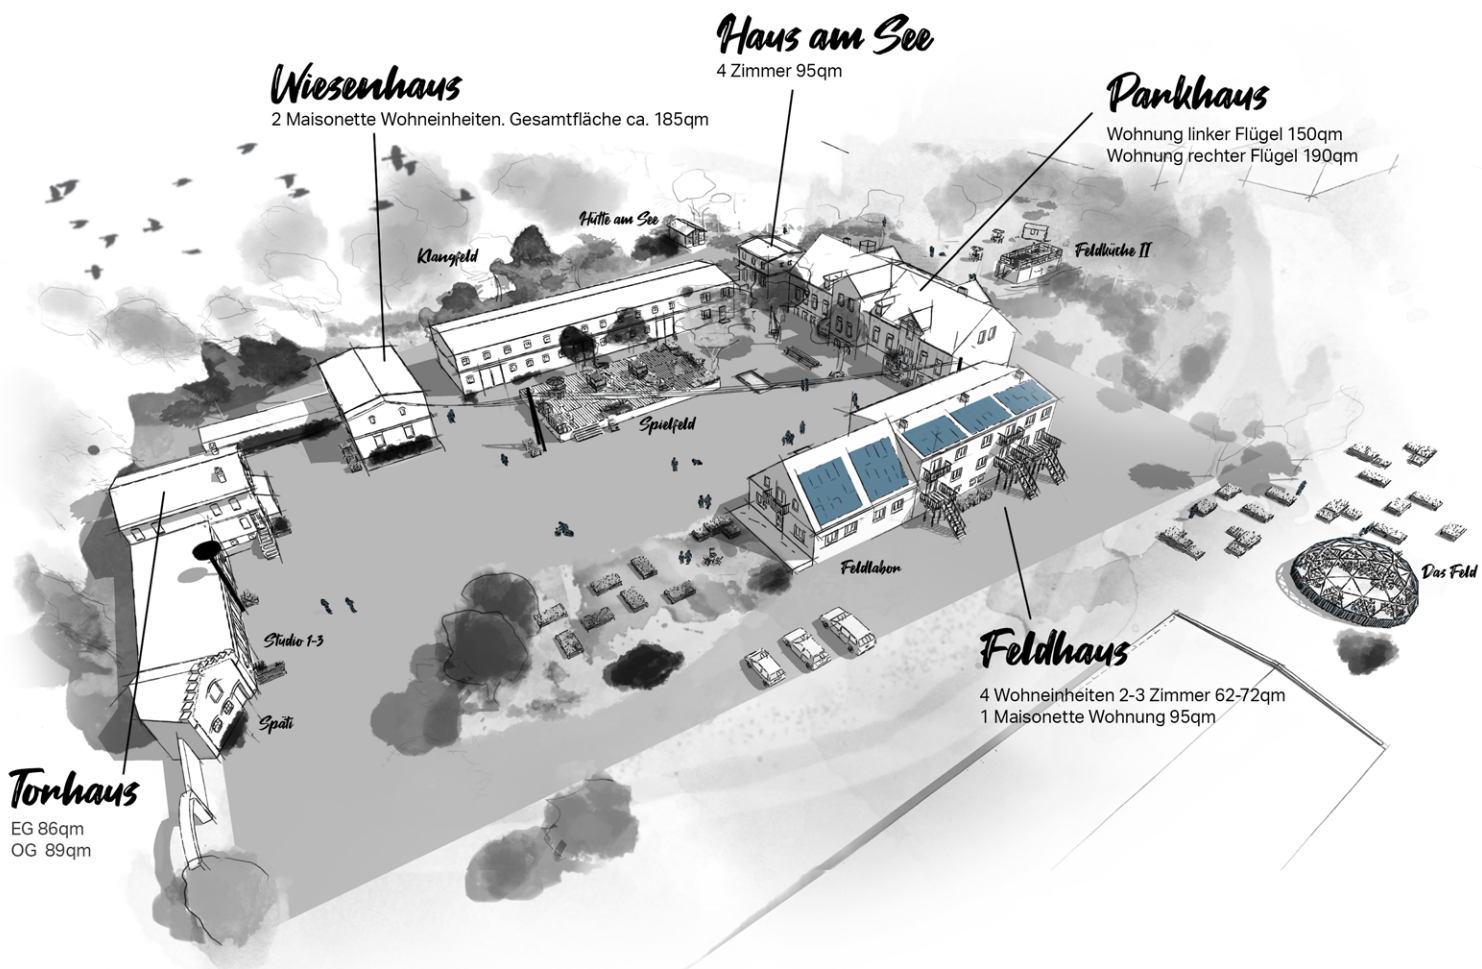 Haus am See
4 Zimmer 95qm
Wiesenhaus
2 Maisonette Wohneinheiten. Gesamtfläche ca. 185qm
Parkhaus
Wohnung linker Flügel 150qm
Wohnung rechter Flügel 190qm
Hütte am See
Klangfeld
Feldküche II
Spielfeld
Feldlabor
Das Feld
Studio 1-3
Späti
Feldhaus
4 Wohneinheiten 2-3 Zimmer 62-72qm
1 Maisonette Wohnung 95qm
Torhaus
EG 86qm
OG 89qm